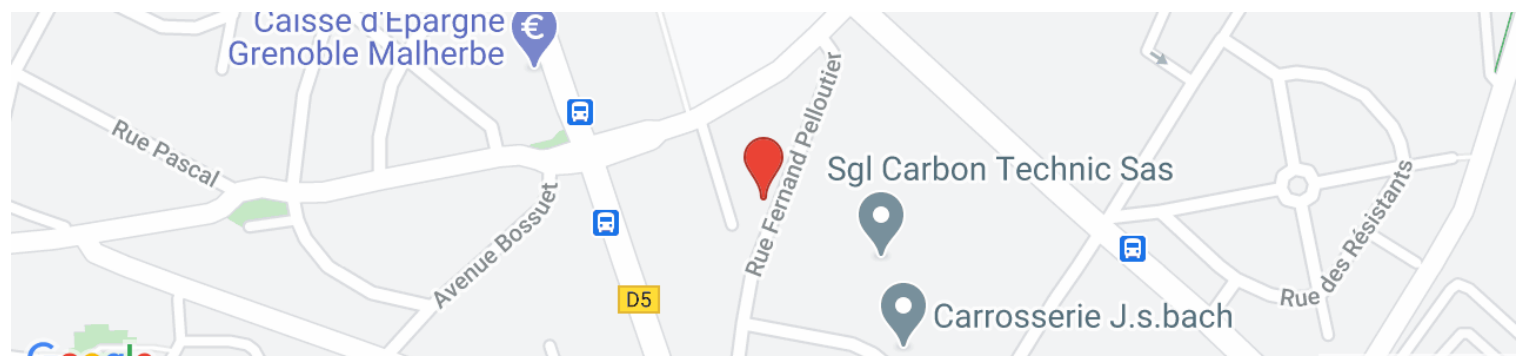 Caisse d'Epargne
Grenoble Malherbe
€
Rue Pascal
Avenue Bossuet
D5
Rue Fernand Pelloutier
Sgl Carbon Technic Sas
Carrosserie J.s.bach
Rue des Résistants
Google